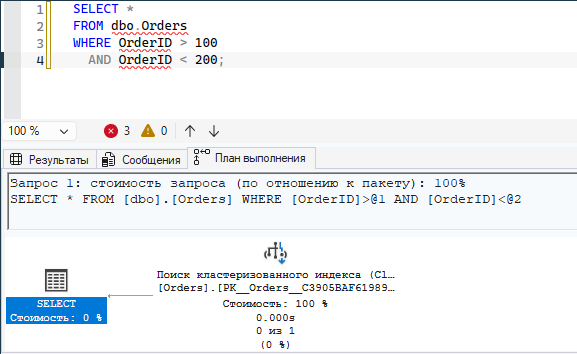 1 SELECT *
2 FROM dbo.Orders
3 WHERE OrderID > 100
4 AND OrderID < 200;
100 % 3 0
Результаты Сообщения План выполнения
Запрос 1: стоимость запроса (по отношению к пакету): 100%
SELECT * FROM [dbo].[Orders] WHERE [OrderID]>@1 AND [OrderID]<@2
SELECT
Стоимость: 0 %
Поиск кластеризованного индекса (Cl…
[Orders].[PK__Orders__C3905BAF61989…
Стоимость: 100 %
0.000s
0 из 1
(0 %)